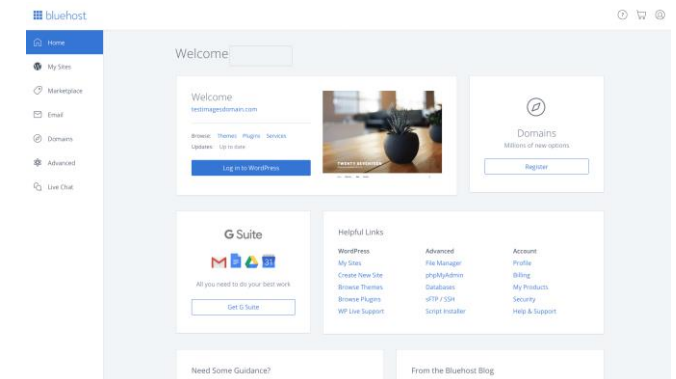 bluehost
Home
My Sites
Marketplace
Email
Domains
Advanced
Live Chat
Welcome
Welcome
testimagesdomain.com
Browse: Themes Plugins Services
Updates: Up to date
Log in to WordPress
TWENTY SEVENTEEN
Domains
Millions of new options
Register
G Suite
31
All you need to do your best work
Get G Suite
Helpful Links
WordPress
My Sites
Create New Site
Browse Themes
Browse Plugins
WP Live Support
Advanced
File Manager
phpMyAdmin
Databases
sFTP / SSH
Script Installer
Account
Profile
Billing
My Products
Security
Help & Support
Need Some Guidance?
From the Bluehost Blog